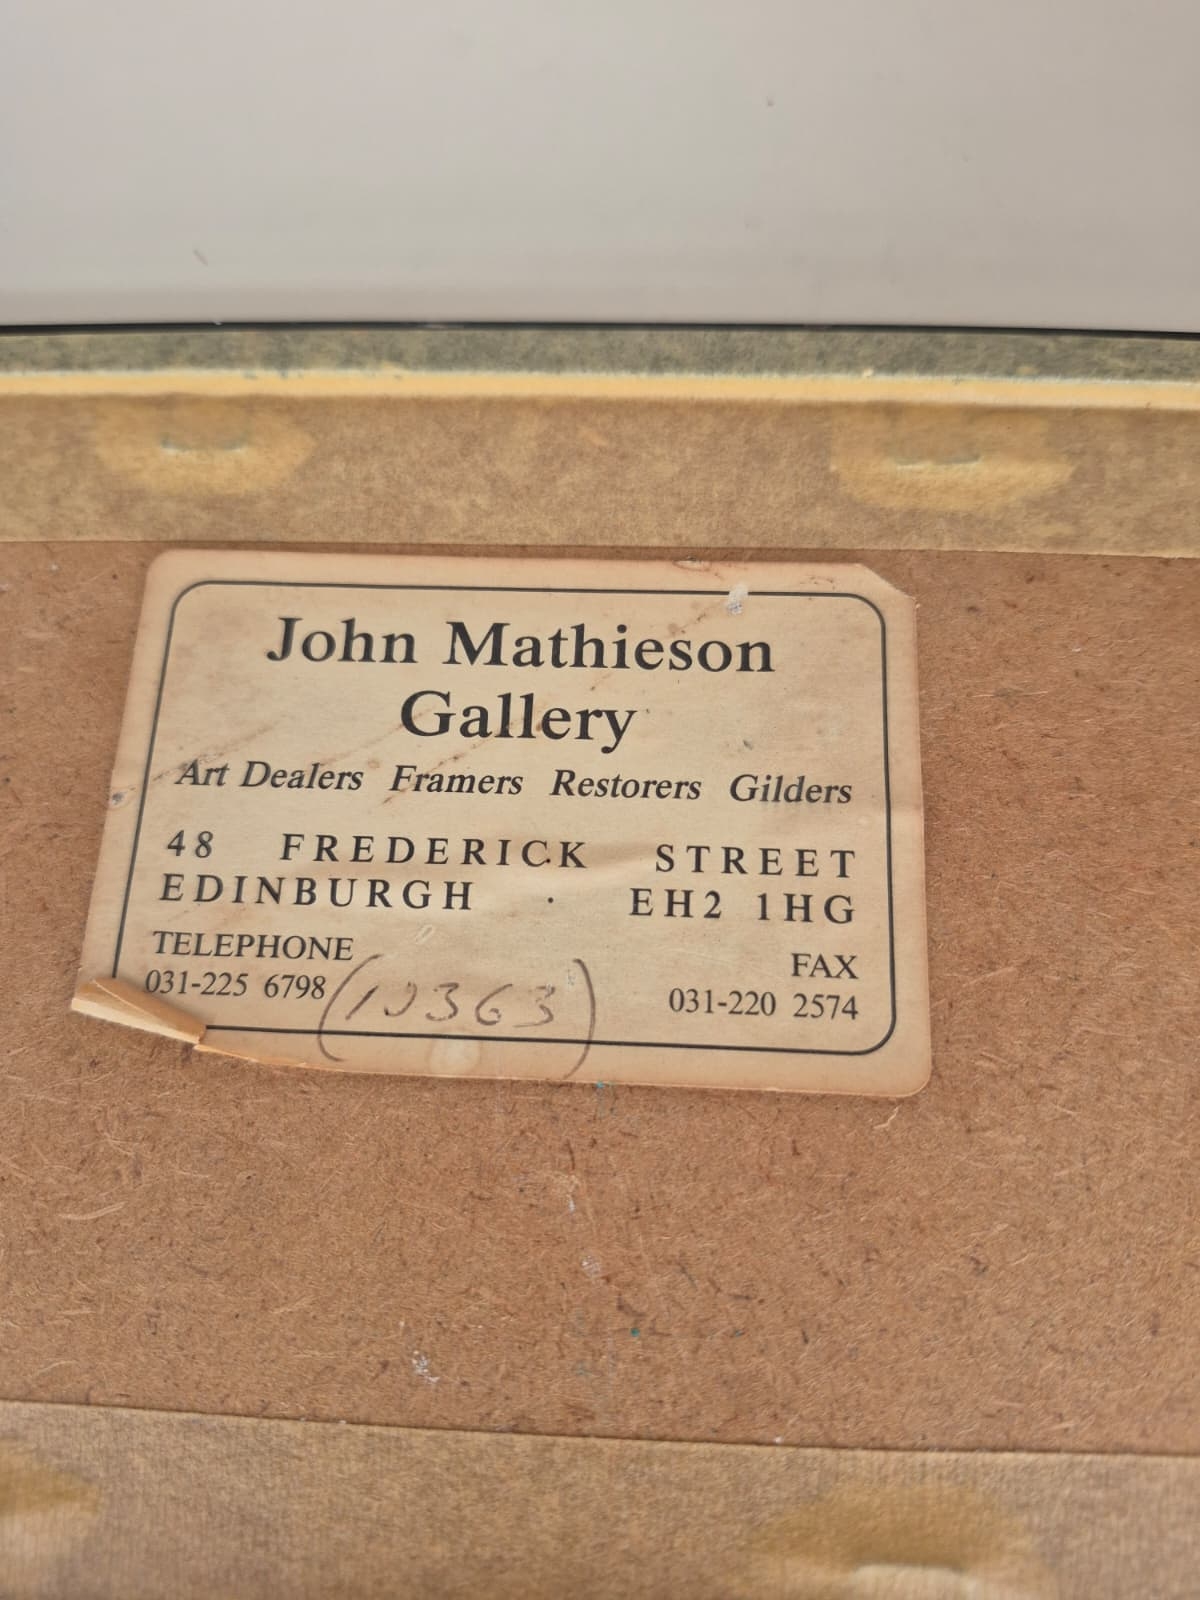 John Mathieson
Gallery
Art Dealers Framers Restorers Gilders
48 FREDERICK STREET
EDINBURGH · EH2 1HG
TELEPHONE
031-225 6798
FAX
031-220 2574
(10363)